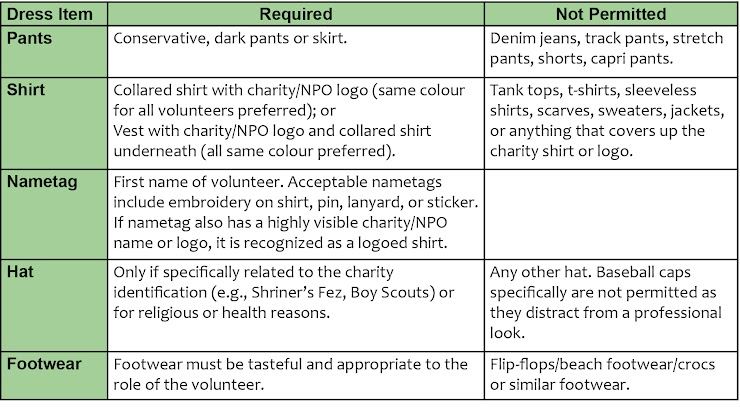 Dress Item Required Not Permitted
Pants Conservative, dark pants or skirt. Denim jeans, track pants, stretch
pants, shorts, capri pants.
Shirt Collared shirt with charity/NPO logo (same colour Tank tops, t-shirts, sleeveless
for all volunteers preferred); or shirts, scarves, sweaters, jackets,
Vest with charity/NPO logo and collared shirt or anything that covers up the
underneath (all same colour preferred). charity shirt or logo.
Nametag First name of volunteer. Acceptable nametags
include embroidery on shirt, pin, lanyard, or sticker.
If nametag also has a highly visible charity/NPO
name or logo, it is recognized as a logoed shirt.
Hat Only if specifically related to the charity Any other hat. Baseball caps
identification (e.g., Shriner's Fez, Boy Scouts) or specifically are not permitted as
for religious or health reasons. they distract from a professional
look.
Footwear Footwear must be tasteful and appropriate to the Flip-flops/beach footwear/crocs
role of the volunteer. or similar footwear.